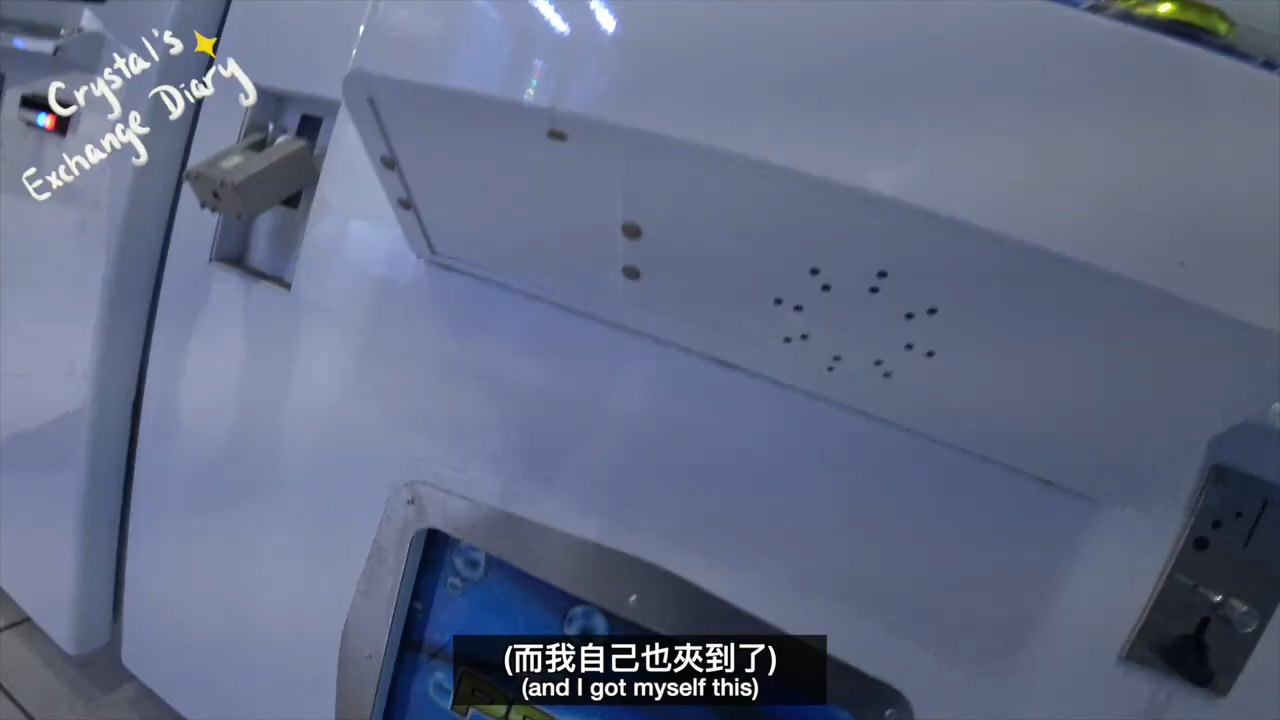 Crystal's
Exchange Diary
(而我自己也夾到了)
(and I got myself this)